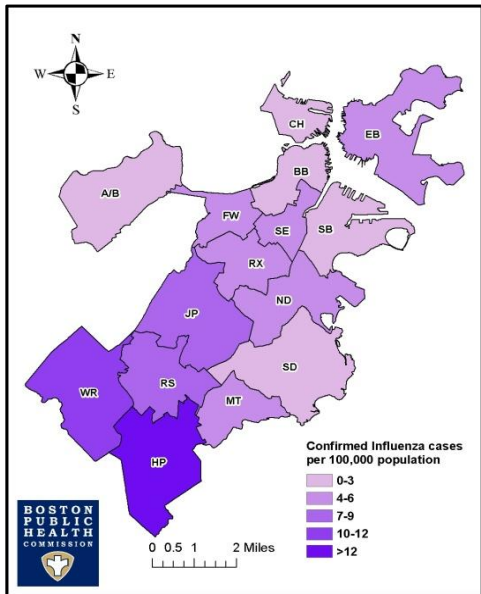 N
W E
S
CH
EB
BB
A/B
FW
SE
SB
RX
ND
JP
SD
WR
RS
MT
HP
Confirmed Influenza cases
per 100,000 population
0-3
4-6
7-9
10-12
>12
BOSTON
PUBLIC
HEALTH
COMMISSION
0 0.5 1 2 Miles